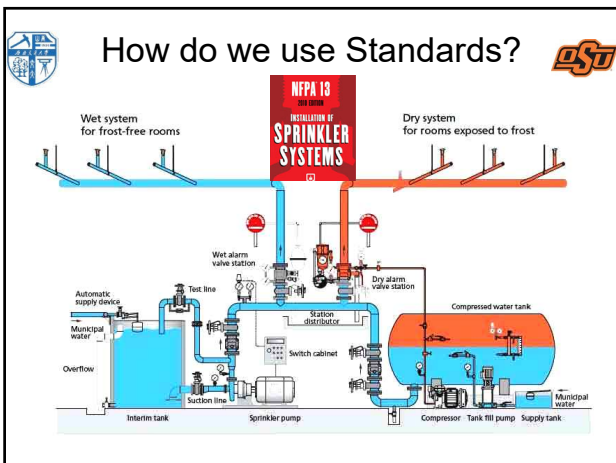 How do we use Standards?
OSU
NFPA 13
INSTALLATION OF
SPRINKLER
SYSTEMS
Wet system
for frost-free rooms
Dry system
for rooms exposed to frost
Wet alarm
valve station
Dry alarm
valve station
Automatic
supply device
Test line
Station
distributor
Compressed water tank
Municipal
water
Switch cabinet
Overflow
Suction line
Municipal
water
Interim tank
Sprinkler pump
Compressor
Tank fill pump
Supply tank